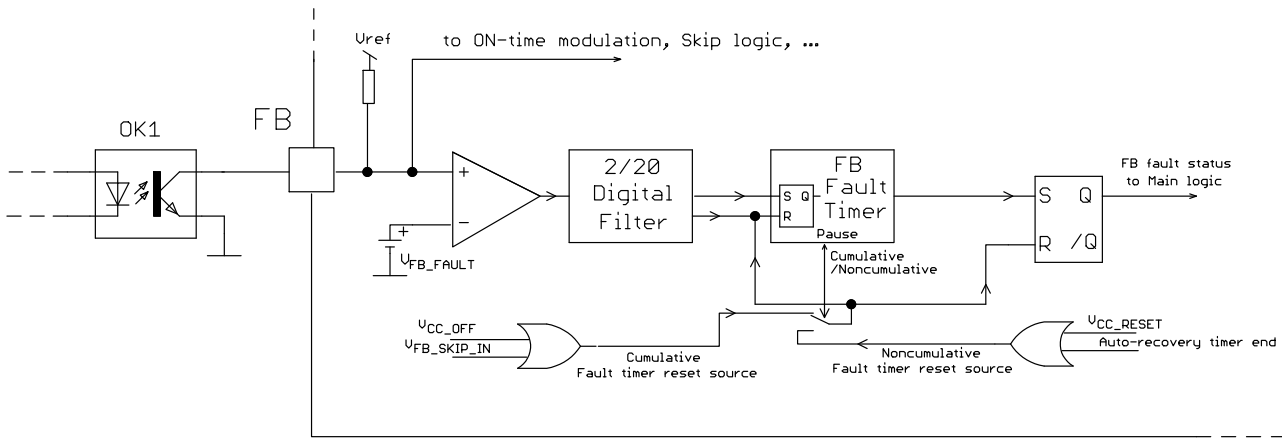 Vref
to ON-time modulation, Skip logic, ...
FB
OK1
+
−
+
VFB_FAULT
2/20
Digital
Filter
FB
Fault
Timer
S Q
R
Pause
Cumulative
/Noncumulative
FB fault status
to Main logic
S Q
R /Q
VCC_OFF
VFB_SKIP_IN
Cumulative
Fault timer reset source
Noncumulative
Fault timer reset source
VCC_RESET
Auto-recovery timer end